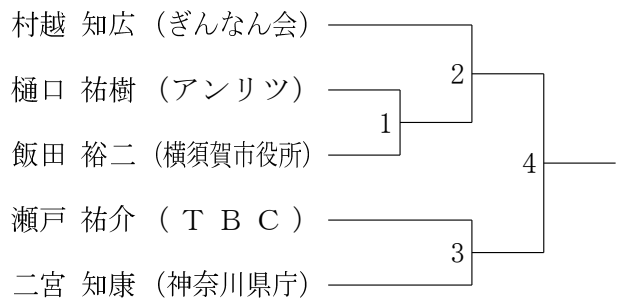 村越 知広 （ぎんなん会）
樋口 祐樹 （アンリツ）
飯田 裕二 （横須賀市役所）
瀬戸 祐介 （ＴＢＣ）
二宮 知康 （神奈川県庁）
1
2
3
4